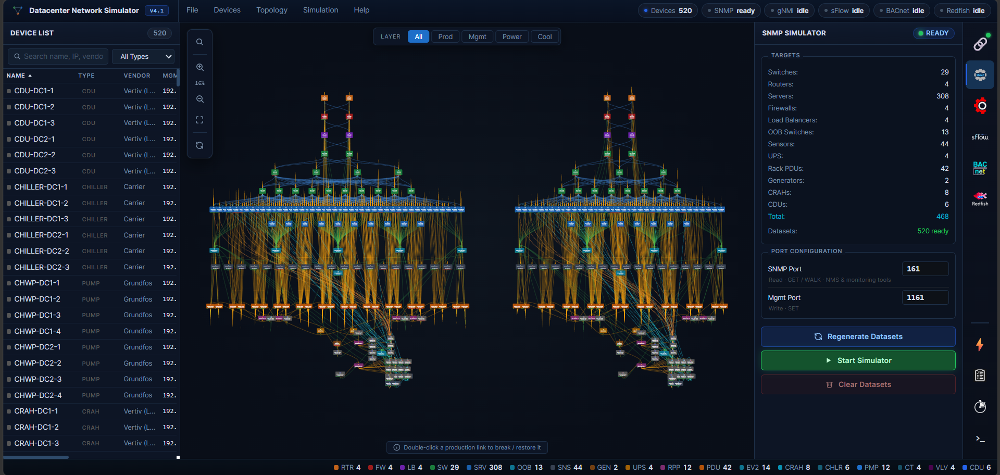 Datacenter Network Simulator v4.1
File Devices Topology Simulation Help
Devices 520 SNMP ready gNMI idle sFlow idle BACnet idle Redfish idle
DEVICE LIST 520
Search name, IP, vendo All Types
NAME TYPE VENDOR MGM
CDU-DC1-1 CDU Vertiv (L... 192.
CDU-DC1-2 CDU Vertiv (L... 192.
CDU-DC1-3 CDU Vertiv (L... 192.
CDU-DC2-1 CDU Vertiv (L... 192.
CDU-DC2-2 CDU Vertiv (L... 192.
CDU-DC2-3 CDU Vertiv (L... 192.
CHILLER-DC1-1 CHILLER Carrier 192.
CHILLER-DC1-2 CHILLER Carrier 192.
CHILLER-DC1-3 CHILLER Carrier 192.
CHILLER-DC2-1 CHILLER Carrier 192.
CHILLER-DC2-2 CHILLER Carrier 192.
CHILLER-DC2-3 CHILLER Carrier 192.
CHWP-DC1-1 PUMP Grundfos 192.
CHWP-DC1-2 PUMP Grundfos 192.
CHWP-DC1-3 PUMP Grundfos 192.
CHWP-DC1-4 PUMP Grundfos 192.
CHWP-DC2-1 PUMP Grundfos 192.
CHWP-DC2-2 PUMP Grundfos 192.
CHWP-DC2-3 PUMP Grundfos 192.
CHWP-DC2-4 PUMP Grundfos 192.
CRAH-DC1-1 CRAH Vertiv (L... 192.
CRAH-DC1-2 CRAH Vertiv (L... 192.
CRAH-DC1-3 CRAH Vertiv (L... 192.
16%
LAYER All Prod Mgmt Power Cool
Double-click a production link to break / restore it
SNMP SIMULATOR READY
TARGETS
Switches: 29
Routers: 4
Servers: 308
Firewalls: 4
Load Balancers: 4
OOB Switches: 13
Sensors: 44
UPS: 4
Rack PDUs: 42
Generators: 2
CRAHs: 8
CDUs: 6
Total: 468
Datasets: 520 ready
PORT CONFIGURATION
SNMP Port 161
Read · GET / WALK · NMS & monitoring tools
Mgmt Port 1161
Write · SET
Regenerate Datasets
Start Simulator
Clear Datasets
SNMP
sFlow
BAC
net
Redfish
RTR 4 FW 4 LB 4 SW 29 SRV 308 OOB 13 SNS 44 GEN 2 UPS 4 RPP 12 PDU 42 EV2 14 CRAH 8 CHLR 6 PMP 12 CT 4 VLV 4 CDU 6